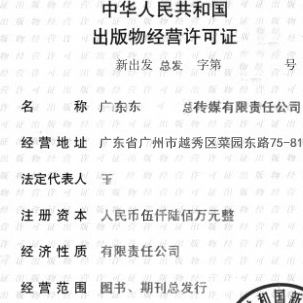 中华人民共和国
出版物经营许可证
新出发 总发 字第 号
名 称 广东东 总传媒有限责任公司
经营地址 广东省广州市越秀区菜园东路75-81
法定代表人 王
注册资本 人民币伍仟陆佰万元整
经济性质 有限责任公司
经营范围 图书、期刊总发行
和国新